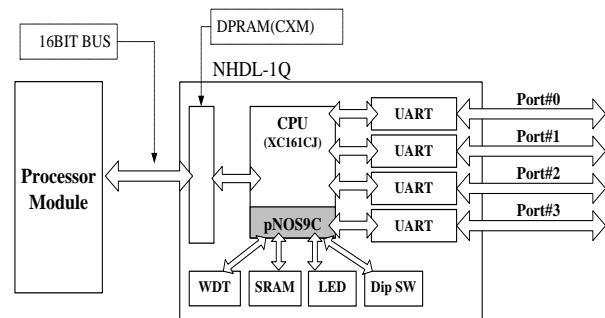 DPRAM(CXM)
16BIT BUS
NHDL-1Q
Processor
Module
CPU
(XC161CJ)
pNOS9C
UART
Port#0
UART
Port#1
UART
Port#2
UART
Port#3
WDT
SRAM
LED
Dip SW